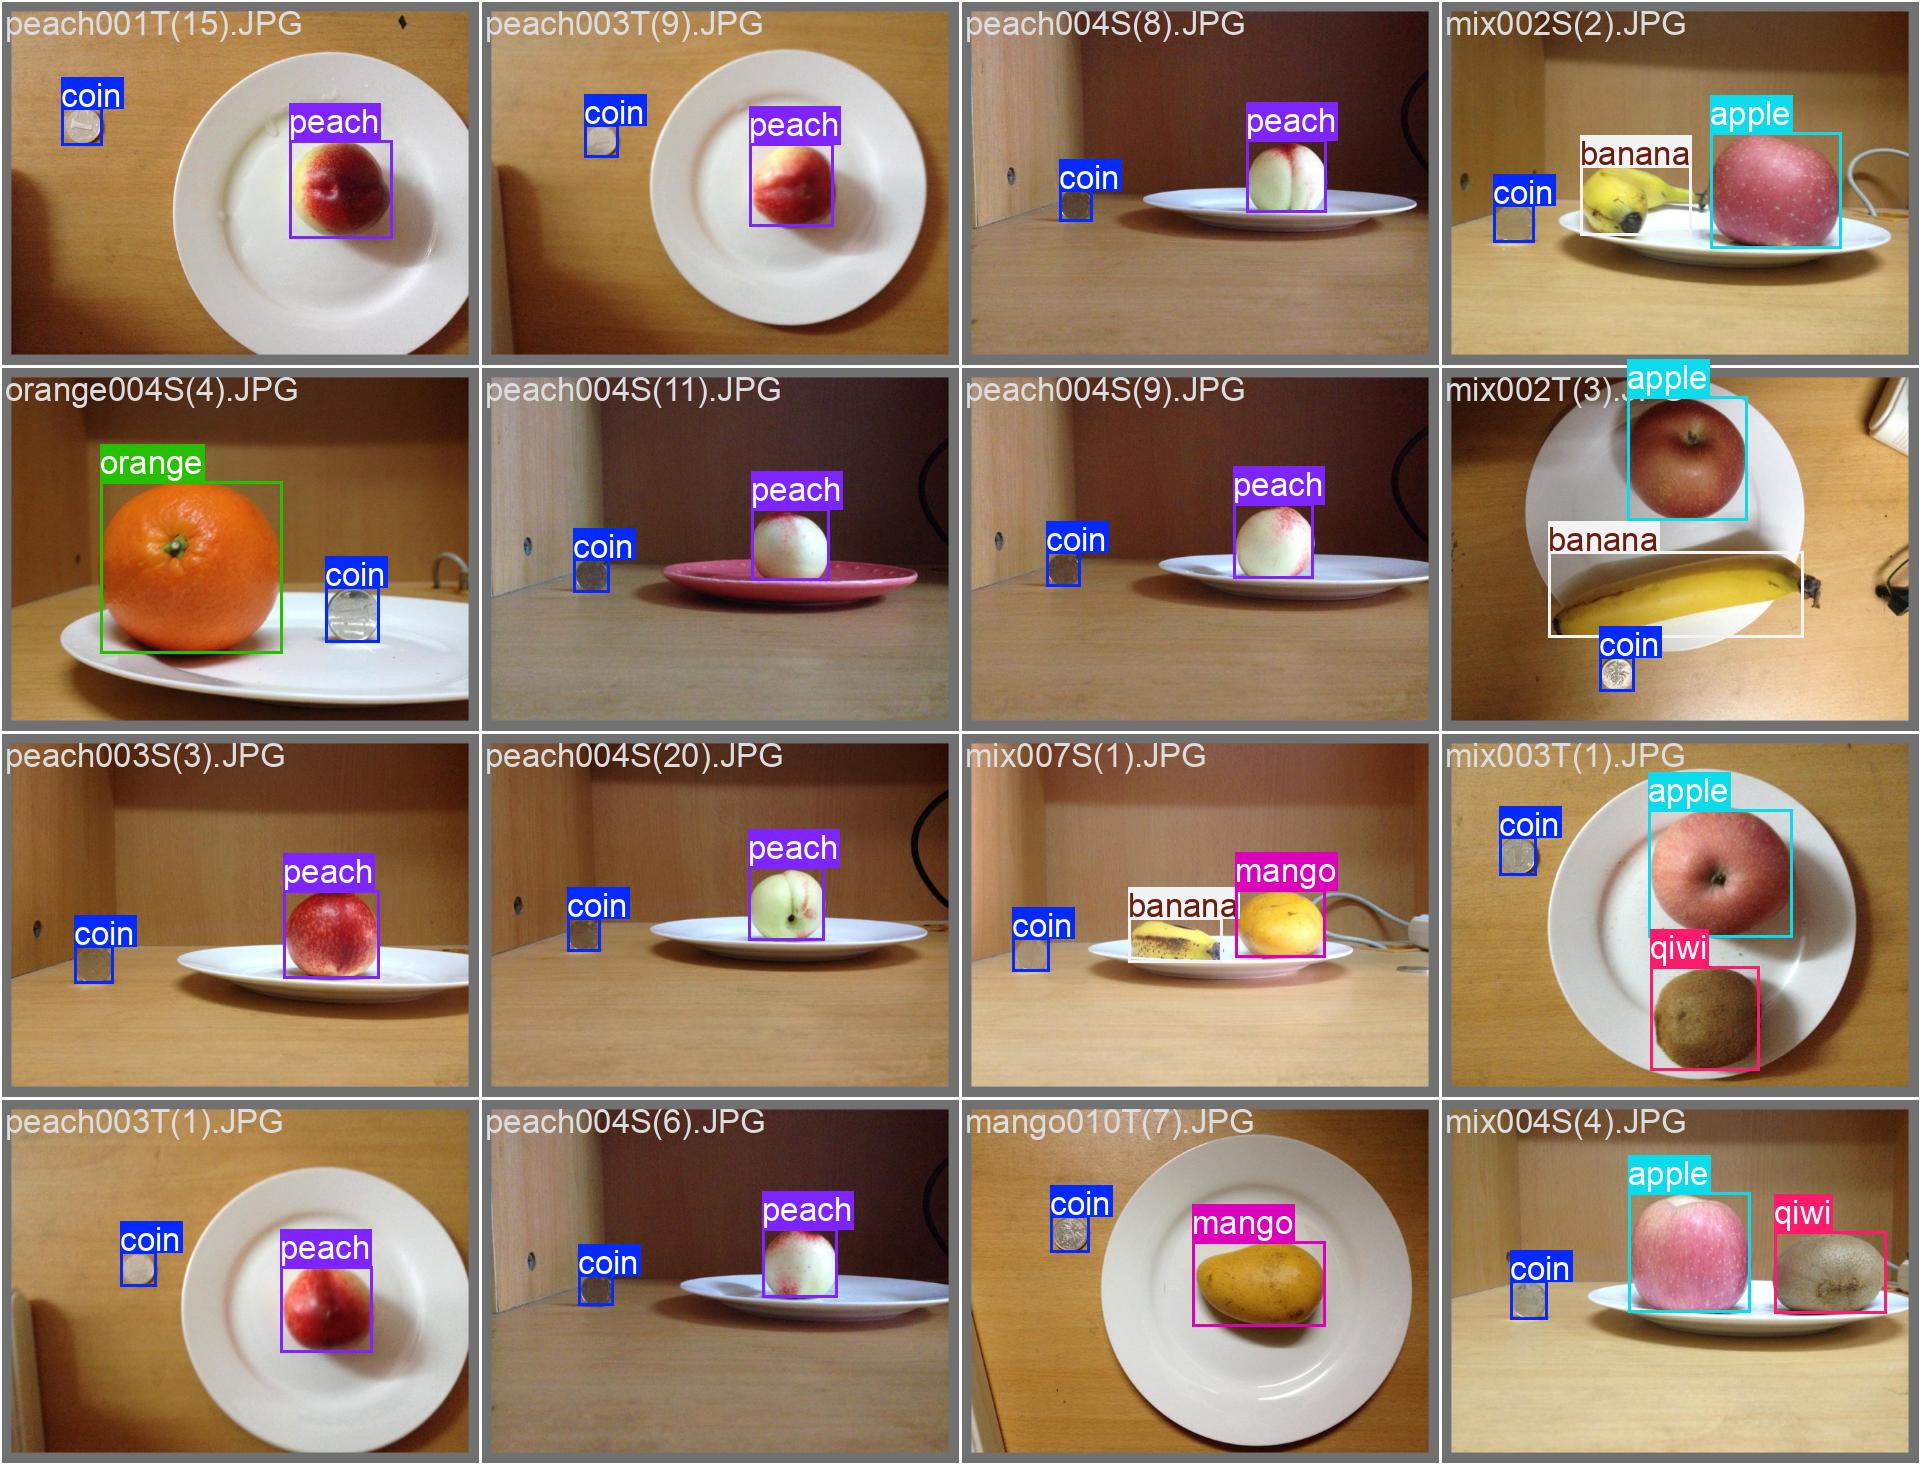 peach001T(15).JPG
coin
peach
peach003T(9).JPG
coin
peach
peach004S(8).JPG
coin
peach
mix002S(2).JPG
coin
banana
apple
orange004S(4).JPG
orange
coin
peach004S(11).JPG
coin
peach
peach004S(9).JPG
coin
peach
mix002T(3).JPG
apple
banana
coin
peach003S(3).JPG
coin
peach
peach004S(20).JPG
coin
peach
mix007S(1).JPG
coin
banana
mango
mix003T(1).JPG
coin
apple
qiwi
peach003T(1).JPG
coin
peach
peach004S(6).JPG
coin
peach
mango010T(7).JPG
coin
mango
mix004S(4).JPG
coin
apple
qiwi